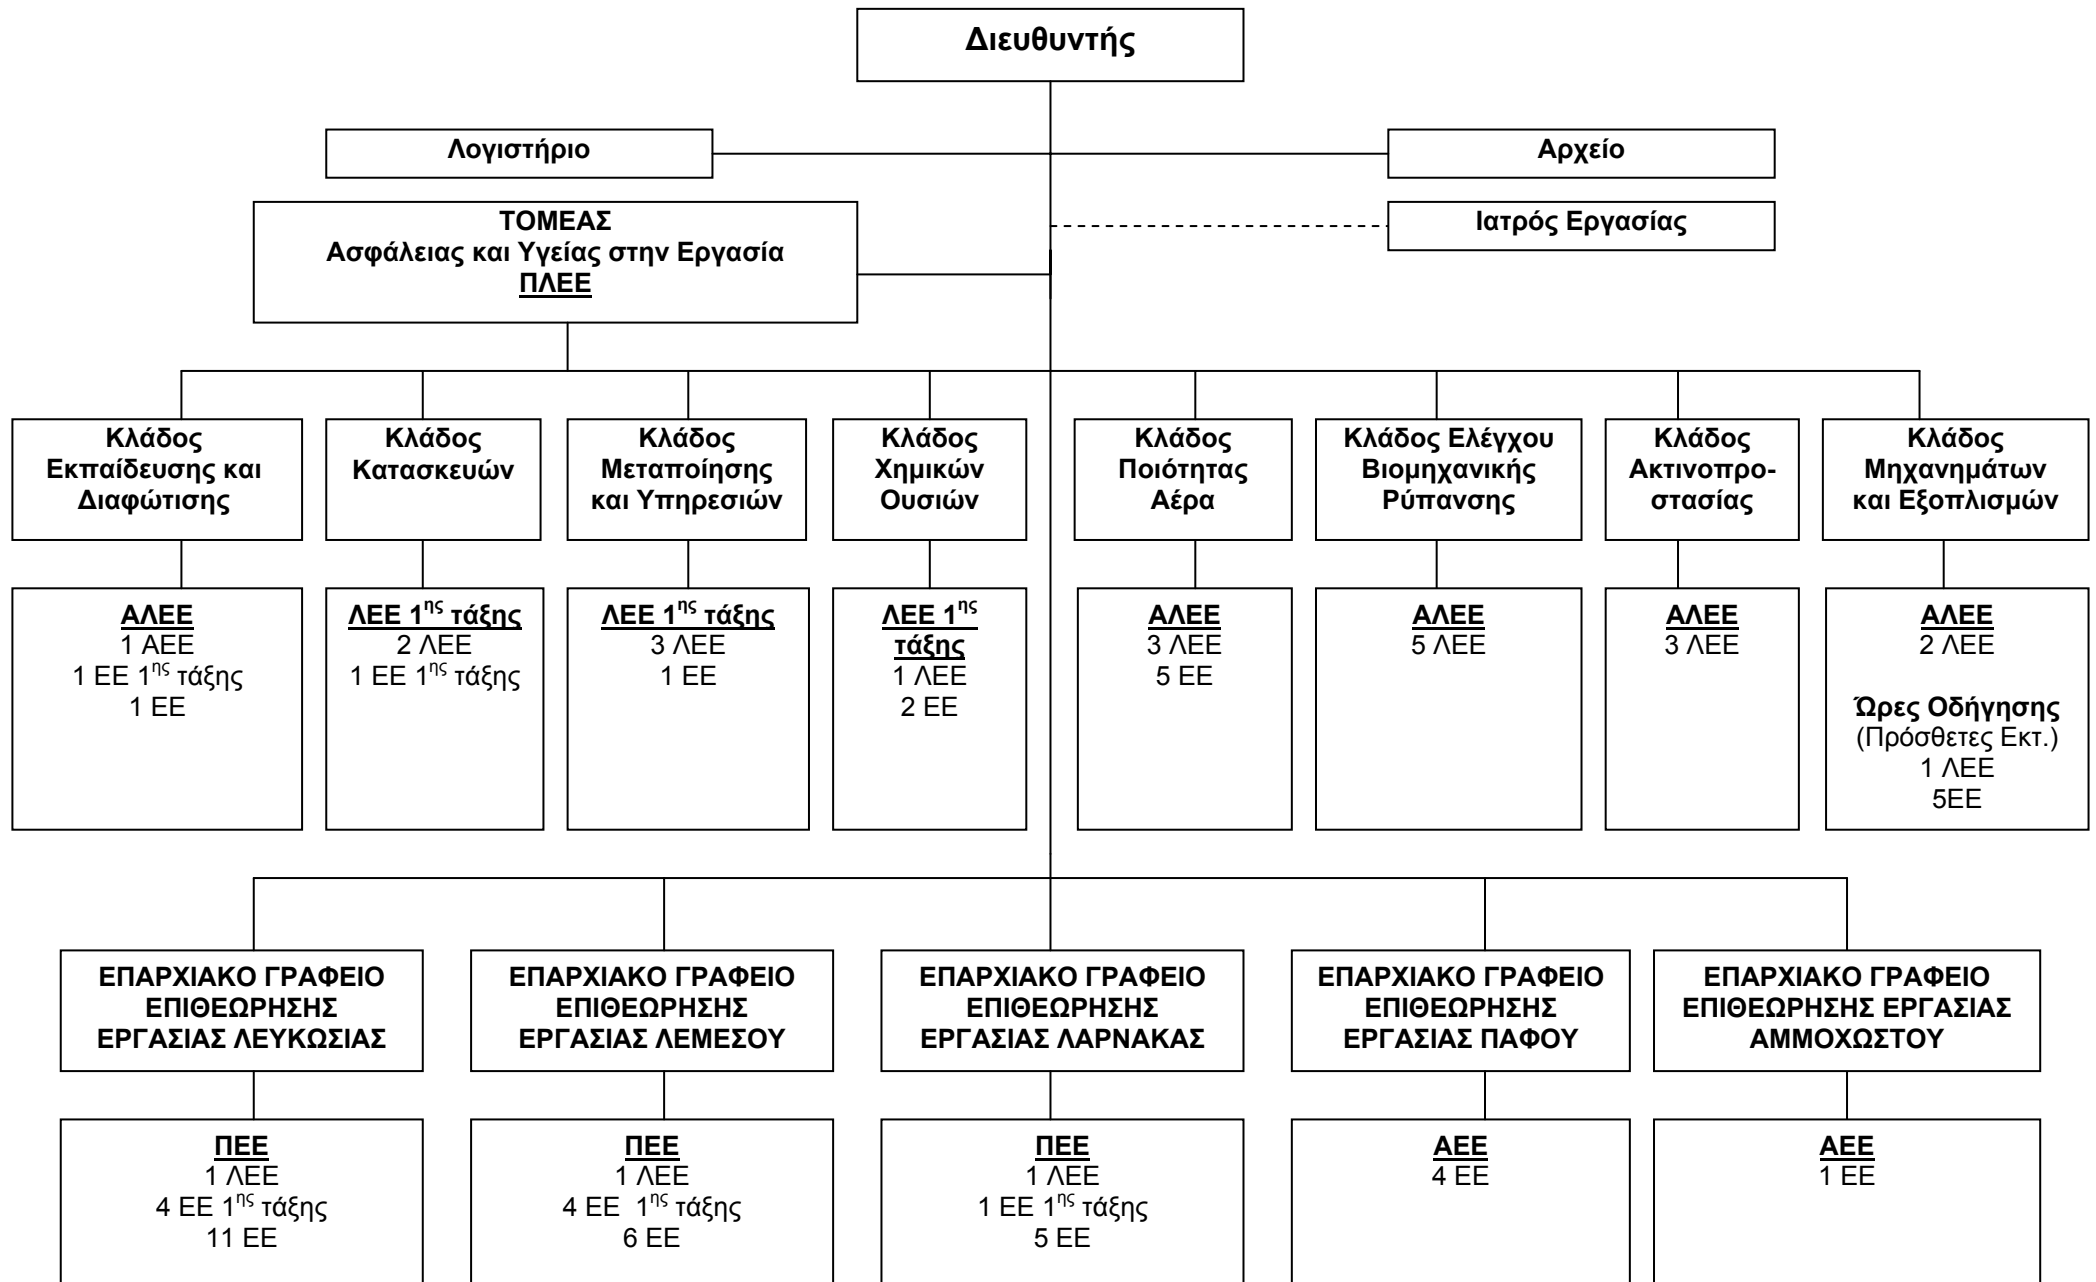 Διευθυντής
Λογιστήριο
Αρχείο
ΤΟΜΕΑΣ
Ασφάλειας και Υγείας στην Εργασία
ΠΛΕΕ
Ιατρός Εργασίας
Κλάδος
Εκπαίδευσης και
Διαφώτισης
Κλάδος
Κατασκευών
Κλάδος
Μεταποίησης
και Υπηρεσιών
Κλάδος
Χημικών
Ουσιών
Κλάδος
Ποιότητας
Αέρα
Κλάδος Ελέγχου
Βιομηχανικής
Ρύπανσης
Κλάδος
Ακτινοπρο-
στασίας
Κλάδος
Μηχανημάτων
και Εξοπλισμών
ΑΛΕΕ
1 ΑΕΕ
1 ΕΕ 1ης τάξης
1 ΕΕ
ΛΕΕ 1ης τάξης
2 ΛΕΕ
1 ΕΕ 1ης τάξης
ΛΕΕ 1ης τάξης
3 ΛΕΕ
1 ΕΕ
ΛΕΕ 1ης
τάξης
1 ΛΕΕ
2 ΕΕ
ΑΛΕΕ
3 ΛΕΕ
5 ΕΕ
ΑΛΕΕ
5 ΛΕΕ
ΑΛΕΕ
3 ΛΕΕ
ΑΛΕΕ
2 ΛΕΕ
Ώρες Οδήγησης
(Πρόσθετες Εκτ.)
1 ΛΕΕ
5ΕΕ
ΕΠΑΡΧΙΑΚΟ ΓΡΑΦΕΙΟ
ΕΠΙΘΕΩΡΗΣΗΣ
ΕΡΓΑΣΙΑΣ ΛΕΥΚΩΣΙΑΣ
ΕΠΑΡΧΙΑΚΟ ΓΡΑΦΕΙΟ
ΕΠΙΘΕΩΡΗΣΗΣ
ΕΡΓΑΣΙΑΣ ΛΕΜΕΣΟΥ
ΕΠΑΡΧΙΑΚΟ ΓΡΑΦΕΙΟ
ΕΠΙΘΕΩΡΗΣΗΣ
ΕΡΓΑΣΙΑΣ ΛΑΡΝΑΚΑΣ
ΕΠΑΡΧΙΑΚΟ ΓΡΑΦΕΙΟ
ΕΠΙΘΕΩΡΗΣΗΣ
ΕΡΓΑΣΙΑΣ ΠΑΦΟΥ
ΕΠΑΡΧΙΑΚΟ ΓΡΑΦΕΙΟ
ΕΠΙΘΕΩΡΗΣΗΣ ΕΡΓΑΣΙΑΣ
ΑΜΜΟΧΩΣΤΟΥ
ΠΕΕ
1 ΛΕΕ
4 ΕΕ 1ης τάξης
11 ΕΕ
ΠΕΕ
1 ΛΕΕ
4 ΕΕ 1ης τάξης
6 ΕΕ
ΠΕΕ
1 ΛΕΕ
1 ΕΕ 1ης τάξης
5 ΕΕ
ΑΕΕ
4 ΕΕ
ΑΕΕ
1 ΕΕ